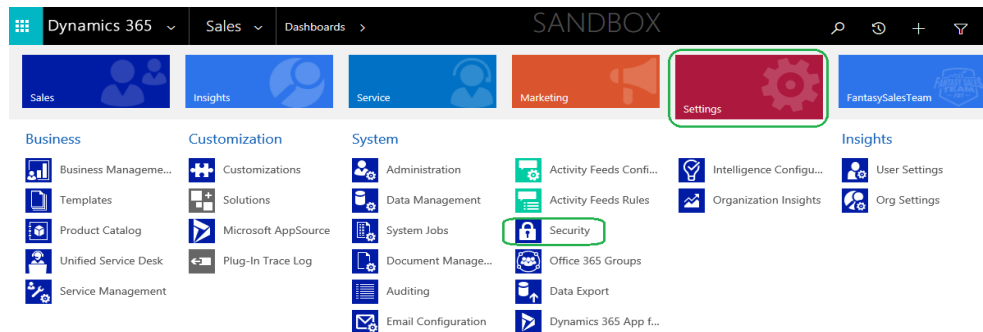 Dynamics 365 Sales Dashboards > SANDBOX
Sales Insights Service Marketing Settings FantasySalesTeam FANTASY SALES TEAM
Business Customization System Insights
Business Manageme... Customizations Administration Activity Feeds Confi... Intelligence Configu... User Settings
Templates Solutions Data Management Activity Feeds Rules Organization Insights Org Settings
Product Catalog Microsoft AppSource System Jobs Security
Unified Service Desk Plug-In Trace Log Document Manage... Office 365 Groups
Service Management Auditing Data Export
Email Configuration Dynamics 365 App f...